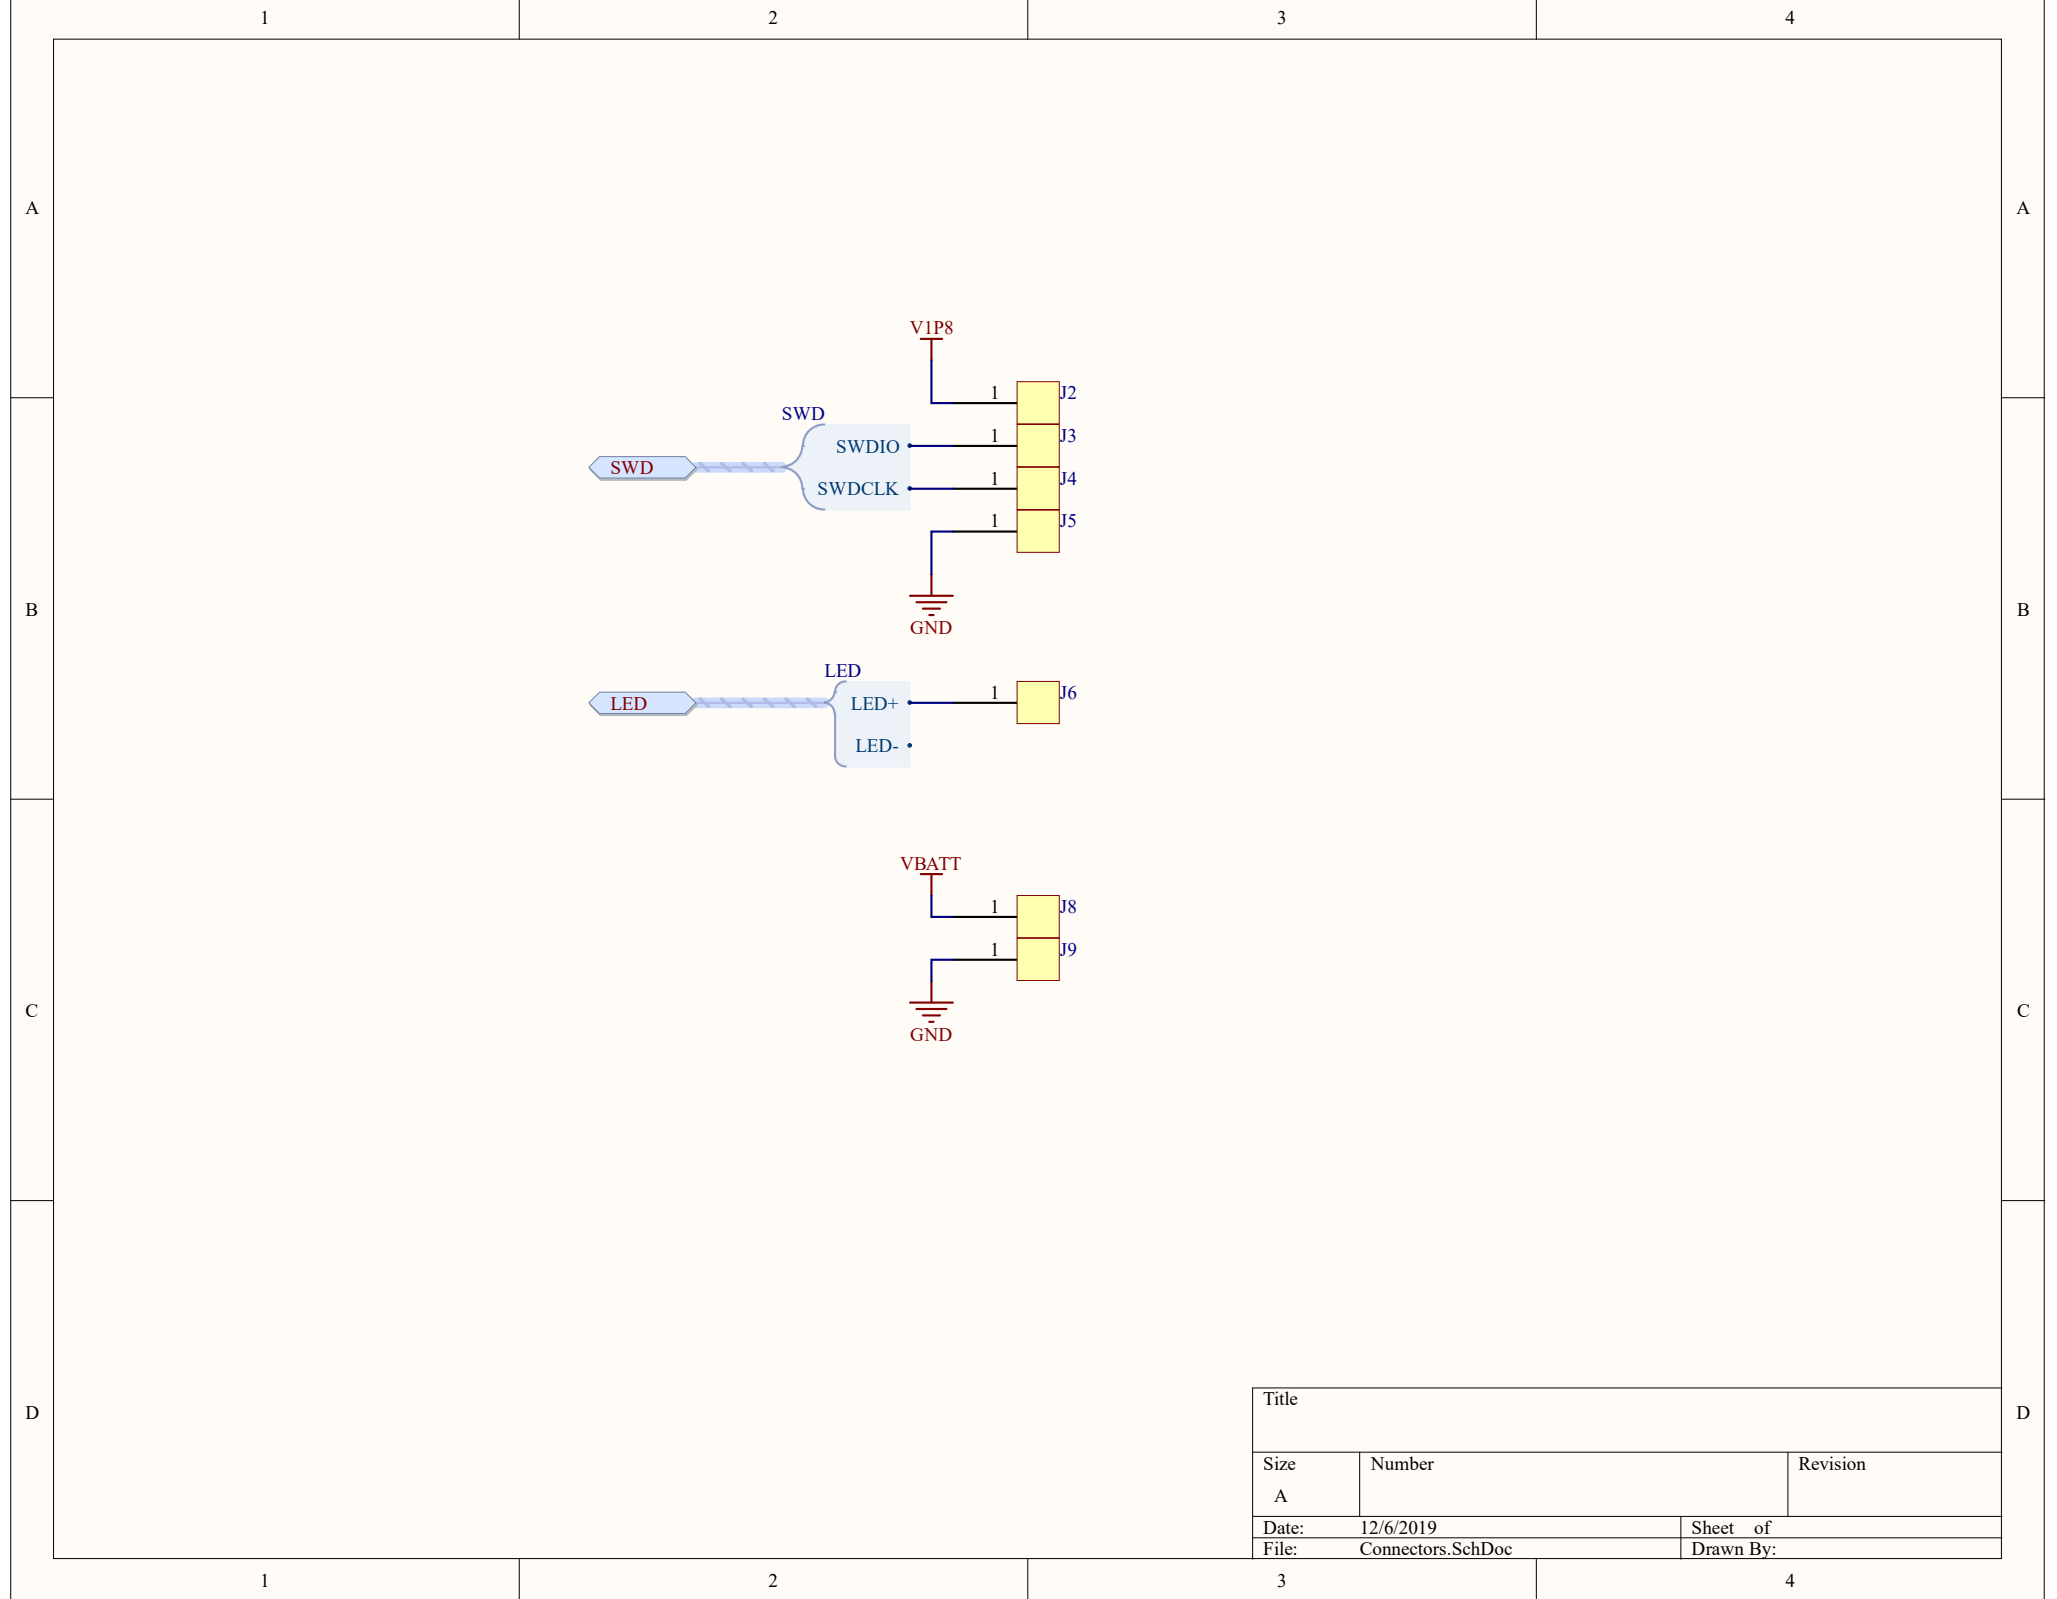 1 2 3 4
A A
V1P8
1 J2
SWD
SWDIO 1 J3
SWD
SWDCLK 1 J4
1 J5
B B
GND
LED
LED LED+ 1 J6
LED-
VBATT
1 J8
1 J9
C C
GND
Title
D D
Size Number Revision
A
Date: 12/6/2019 Sheet of
File: Connectors.SchDoc Drawn By:
1 2 3 4